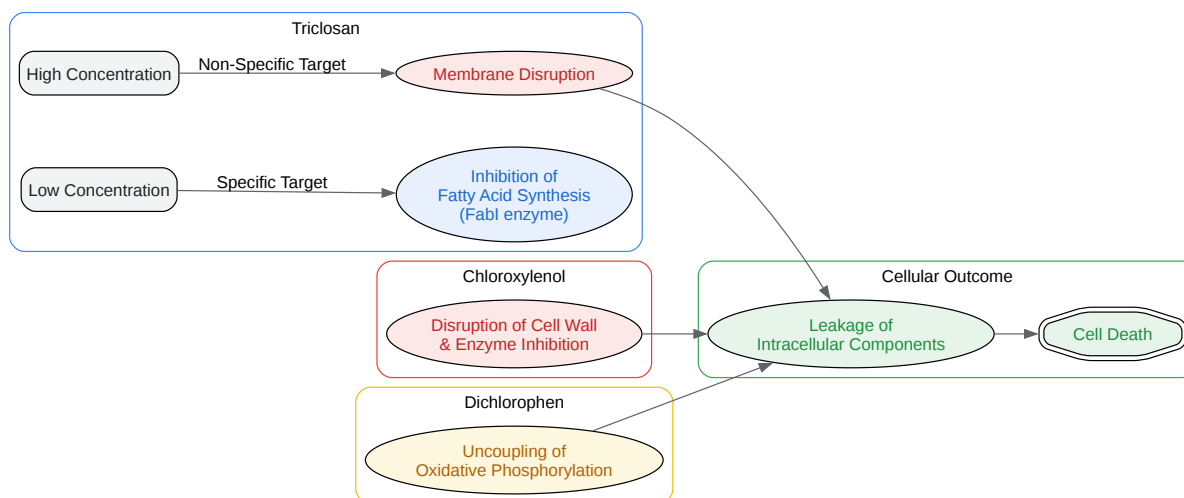 Triclosan
High Concentration
Non-Specific Target
Membrane Disruption
Low Concentration
Specific Target
Inhibition of
Fatty Acid Synthesis
(FabI enzyme)
Chloroxylenol
Disruption of Cell Wall
& Enzyme Inhibition
Cellular Outcome
Leakage of
Intracellular Components
Cell Death
Dichlorophen
Uncoupling of
Oxidative Phosphorylation